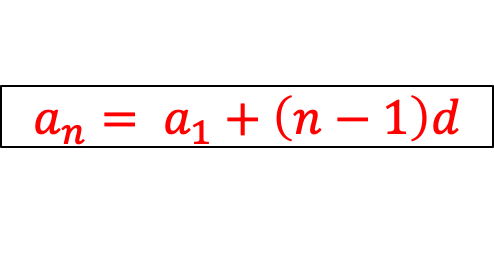 aₙ = a₁ + (n − 1)d